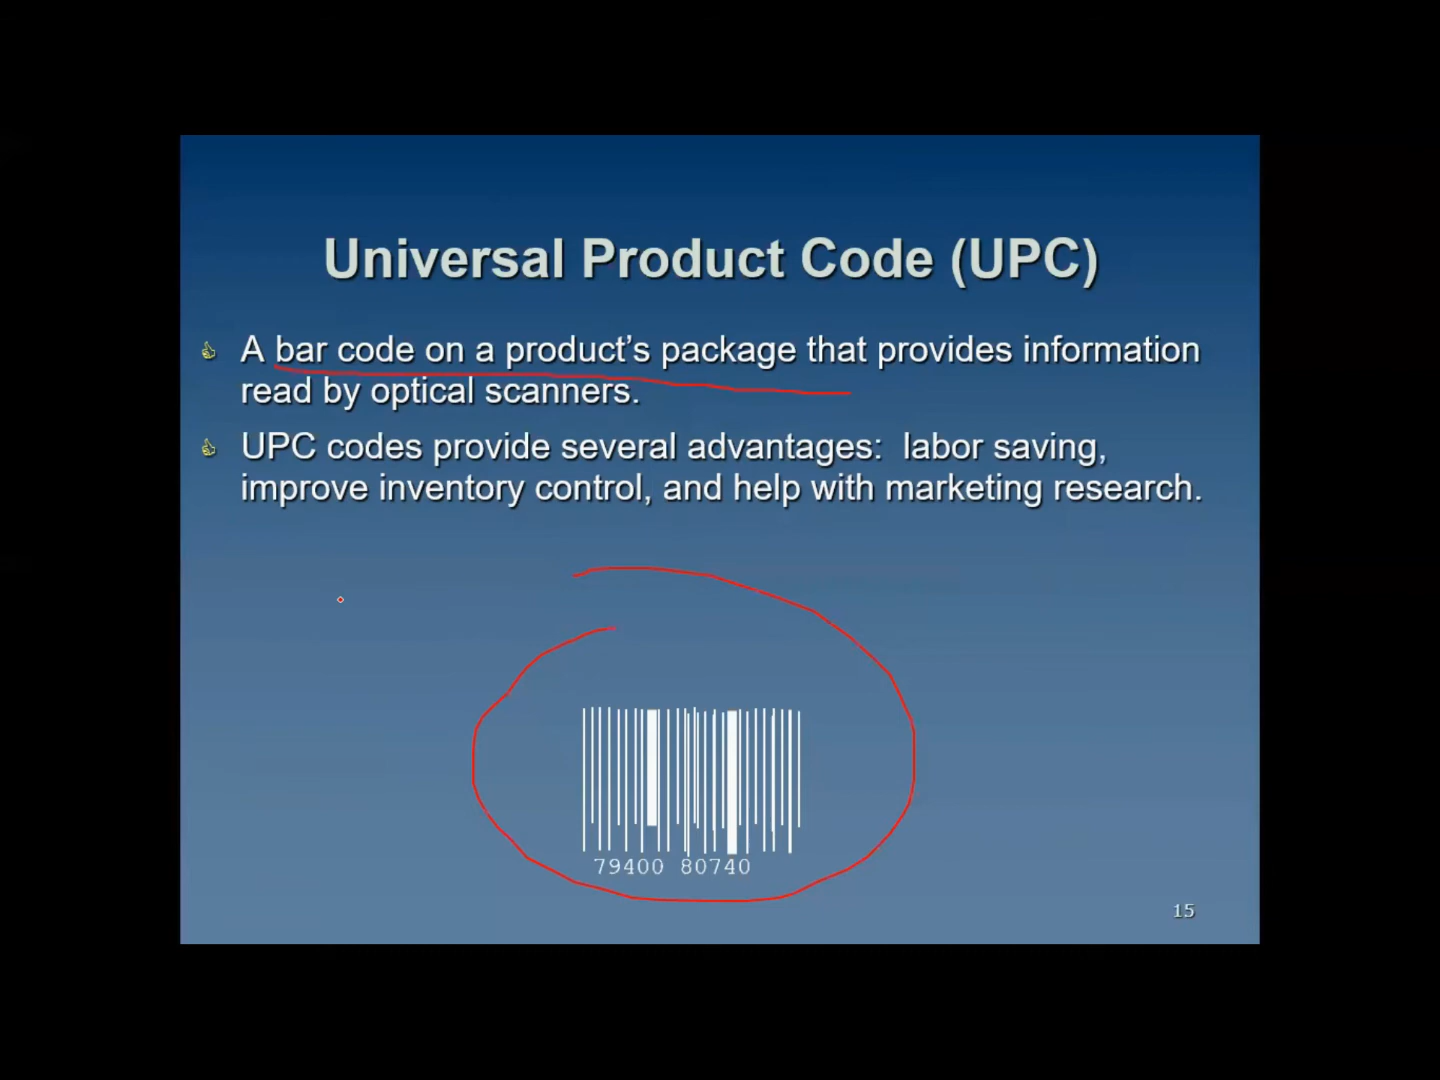 Universal Product Code (UPC)
A bar code on a product’s package that provides information
read by optical scanners.
UPC codes provide several advantages:  labor saving,
improve inventory control, and help with marketing research.
79400 80740
15